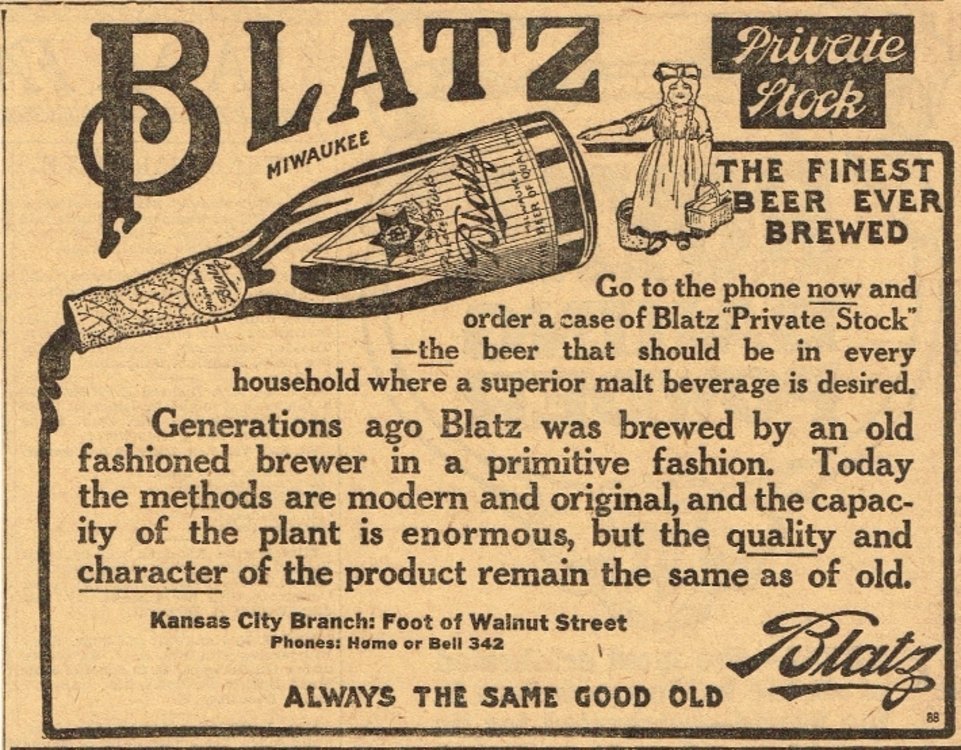 BLATZ
MIWAUKEE
Private
Stock
Blatz
Blatz
THE FINEST
BEER EVER
BREWED
Go to the phone now and
order a case of Blatz "Private Stock"
—the beer that should be in every
household where a superior malt beverage is desired.
Generations ago Blatz was brewed by an old
fashioned brewer in a primitive fashion. Today
the methods are modern and original, and the capac-
ity of the plant is enormous, but the quality and
character of the product remain the same as of old.
Kansas City Branch: Foot of Walnut Street
Phones: Home or Bell 342
Blatz
ALWAYS THE SAME GOOD OLD
88